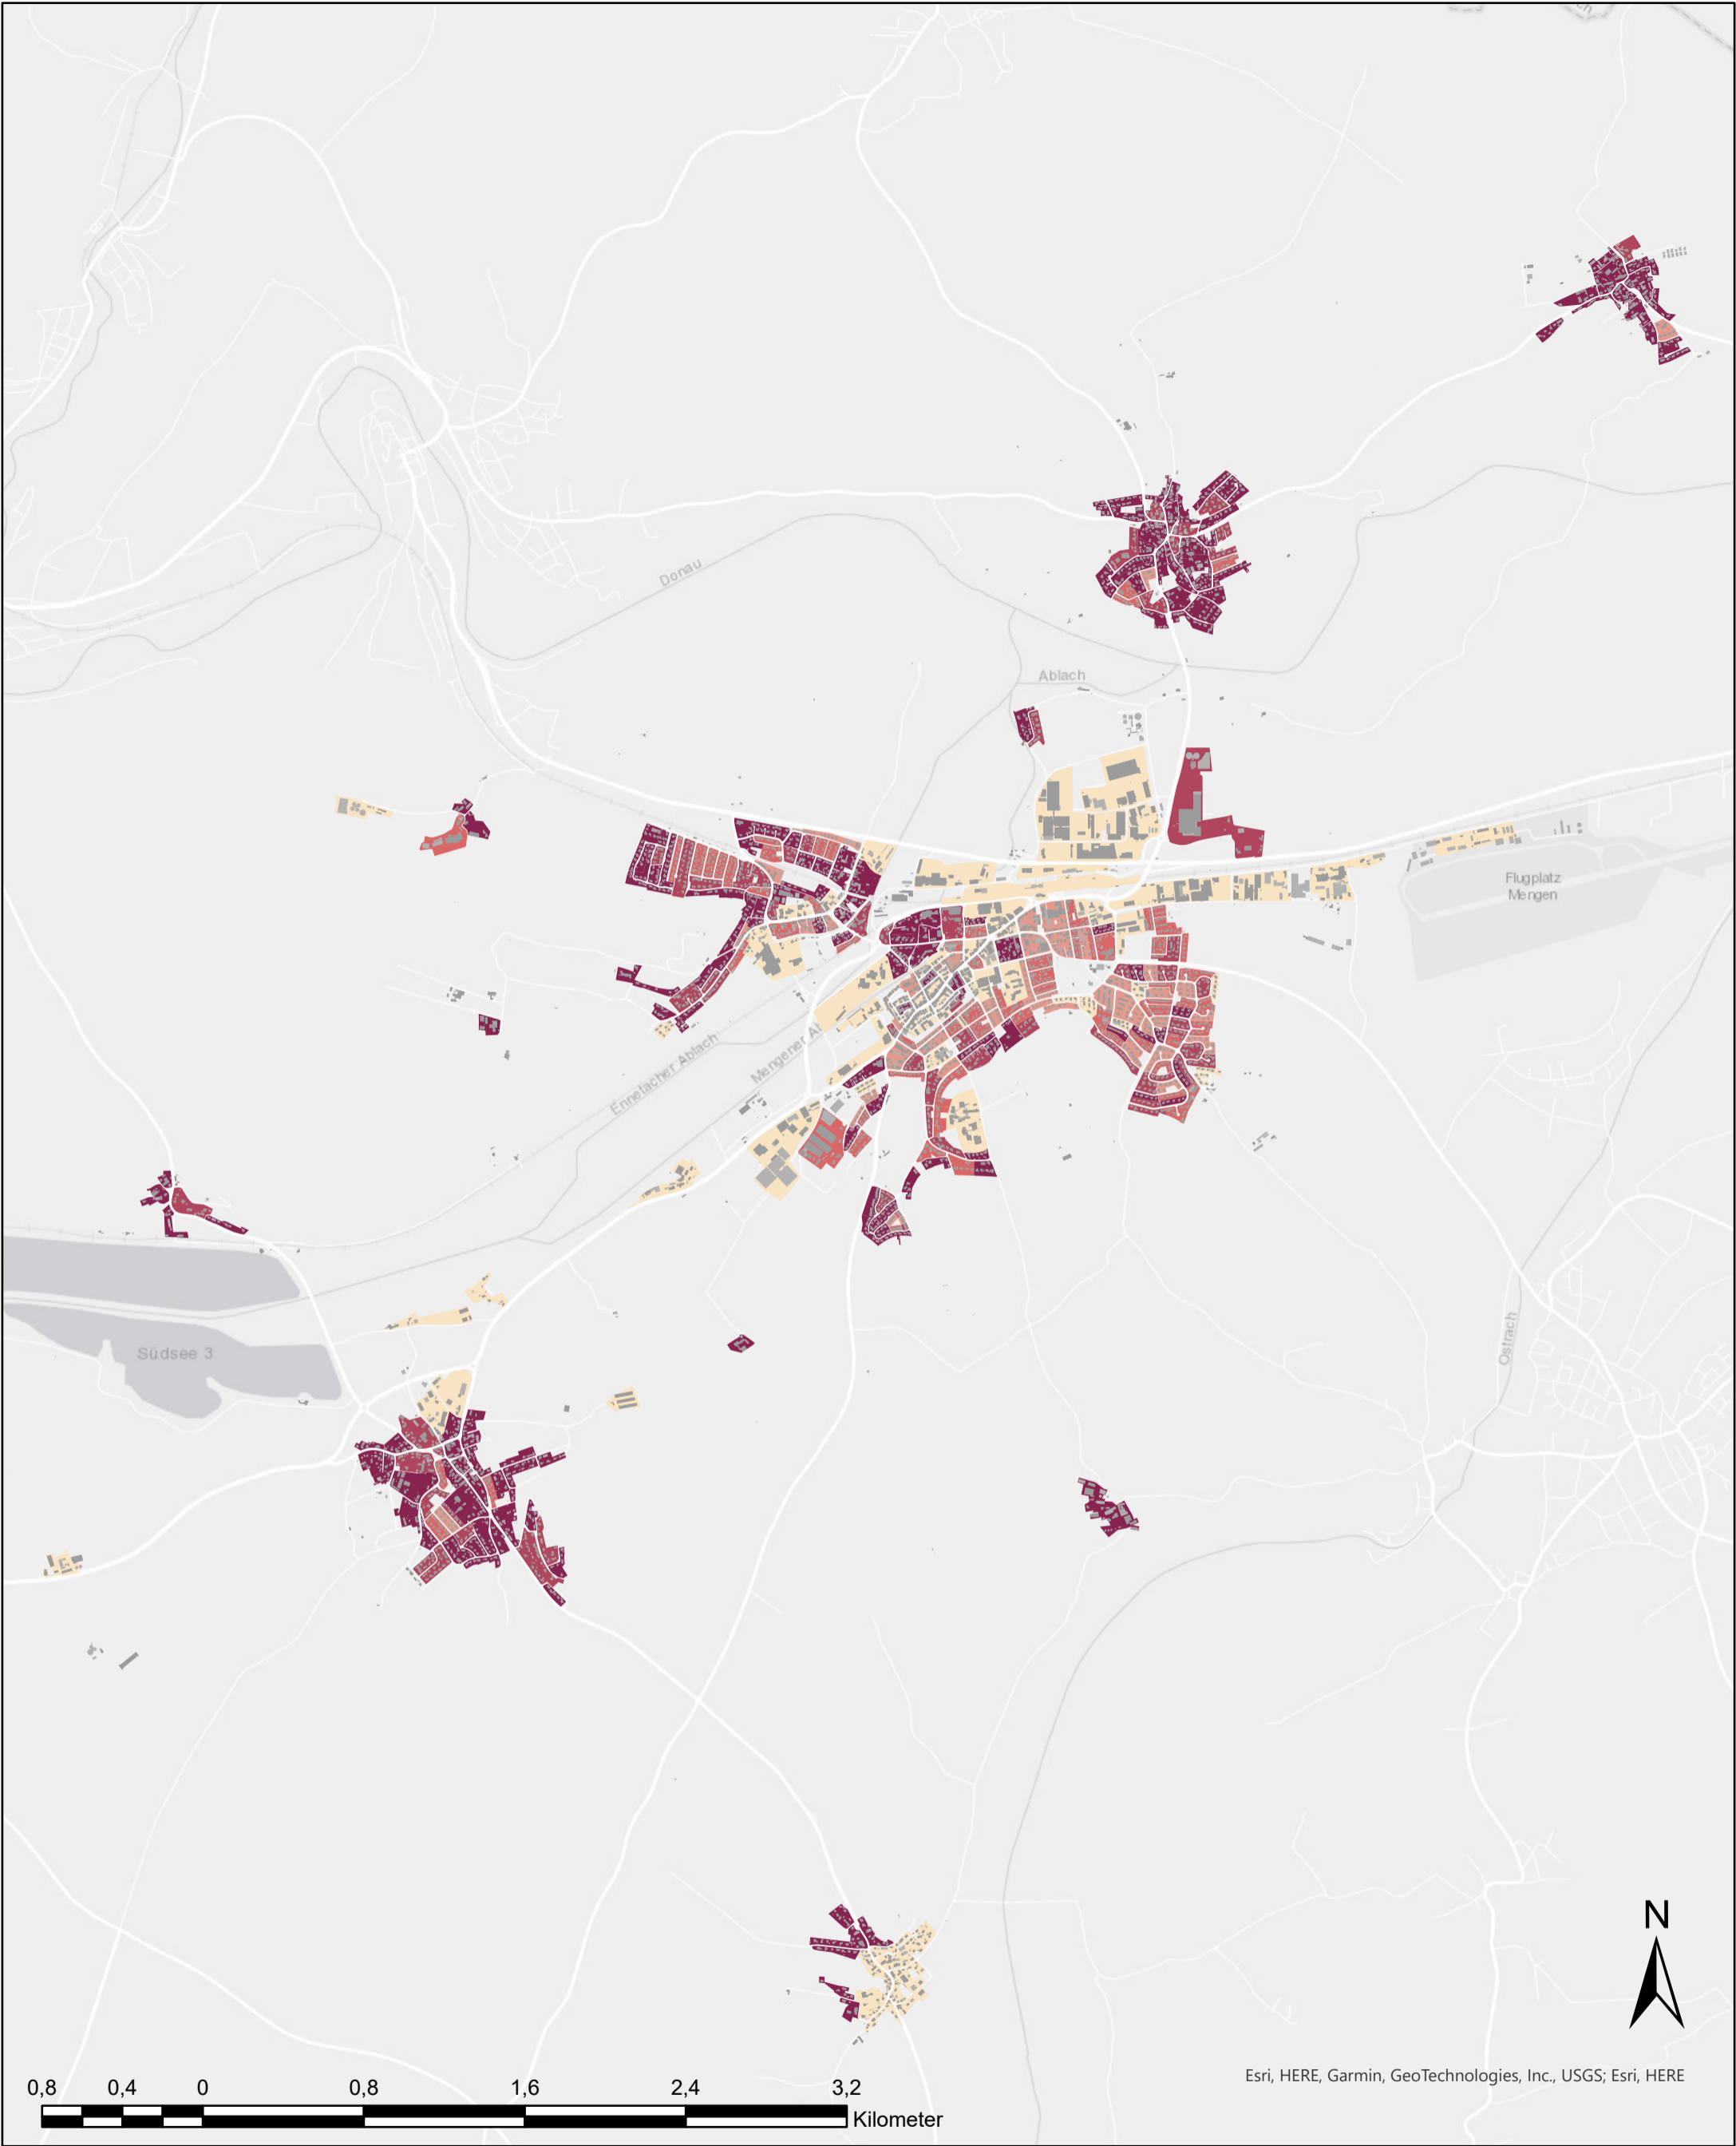 Donau
Ablach
Flugplatz
Mengen
Ennetacher Ablach
Mengener
Südsee 3
Ostrach
N
Esri, HERE, Garmin, GeoTechnologies, Inc., USGS; Esri, HERE
0,8 0,4 0 0,8 1,6 2,4 3,2
Kilometer